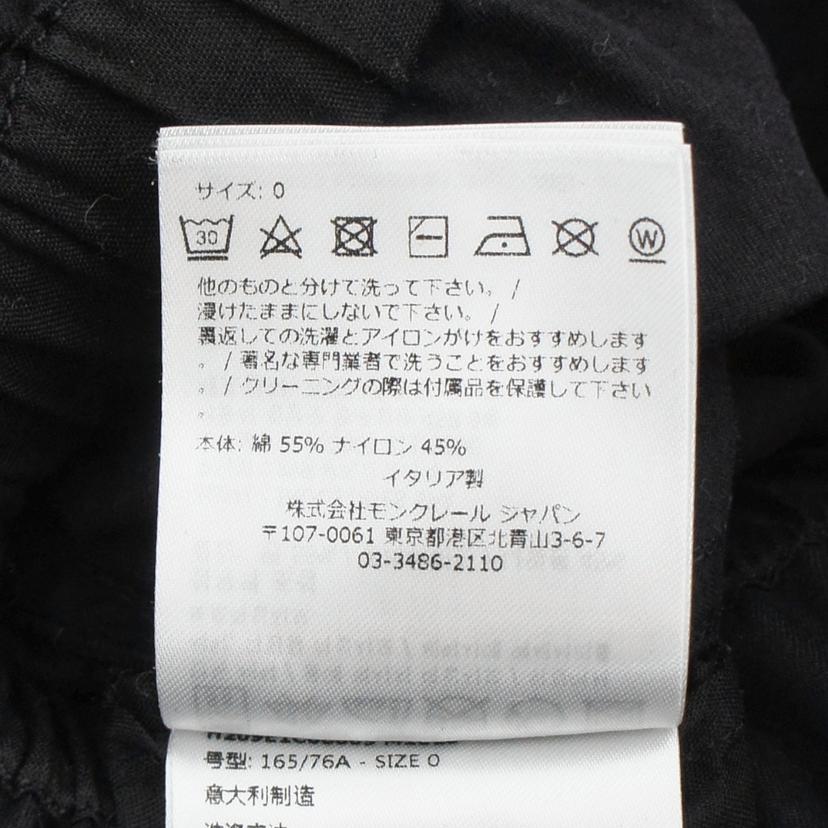 サイズ: 0
30
W
他のものと分けて洗って下さい。 /
浸けたままにしないで下さい。 /
裏返しての洗濯とアイロンがけをおすすめします
。 / 著名な専門業者で洗うことをおすすめします
。 / クリーニングの際は付属品を保護して下さい
。
本体: 綿 55% ナイロン 45%
イタリア製
株式会社モンクレール ジャパン
〒107-0061 東京都港区北青山3-6-7
03-3486-2110
号型: 165/76A - SIZE 0
意大利制造